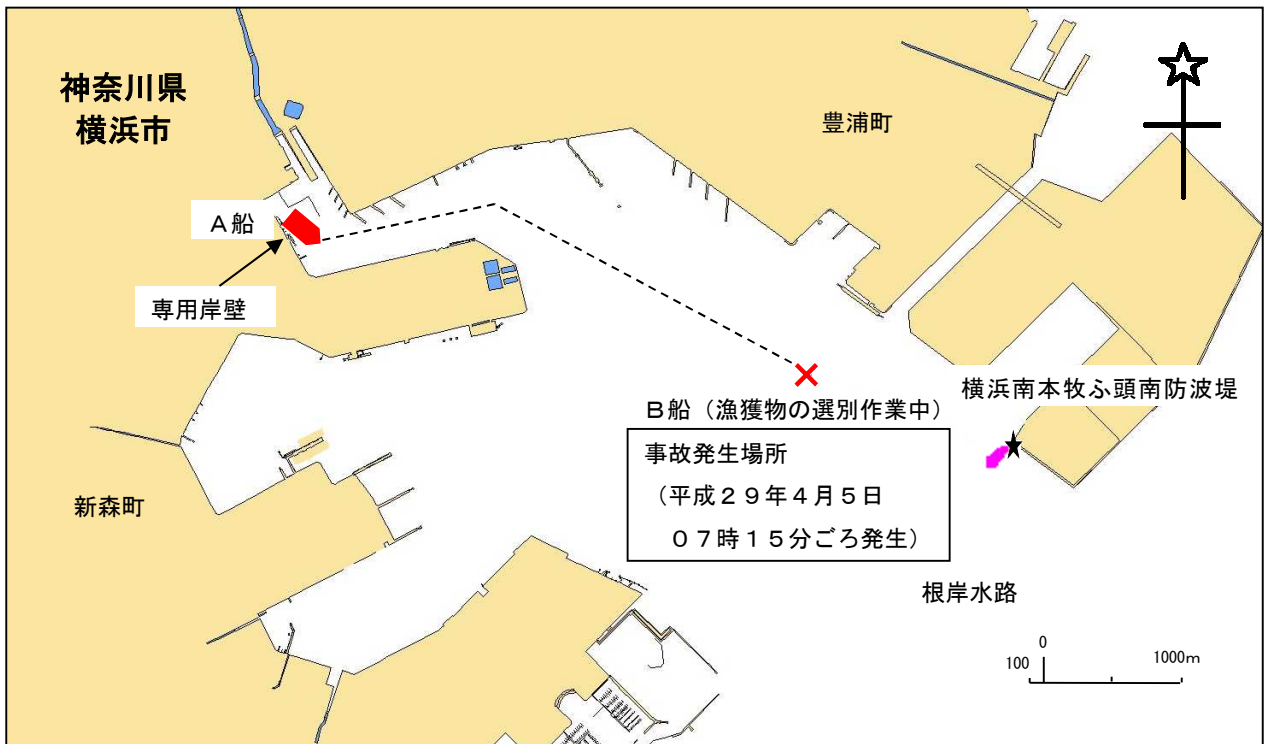 神奈川県
横浜市
豊浦町
A船
専用岸壁
横浜南本牧ふ頭南防波堤
B船（漁獲物の選別作業中）
事故発生場所
（平成２９年４月５日
０７時１５分ごろ発生）
新森町
根岸水路
0
100
1000m